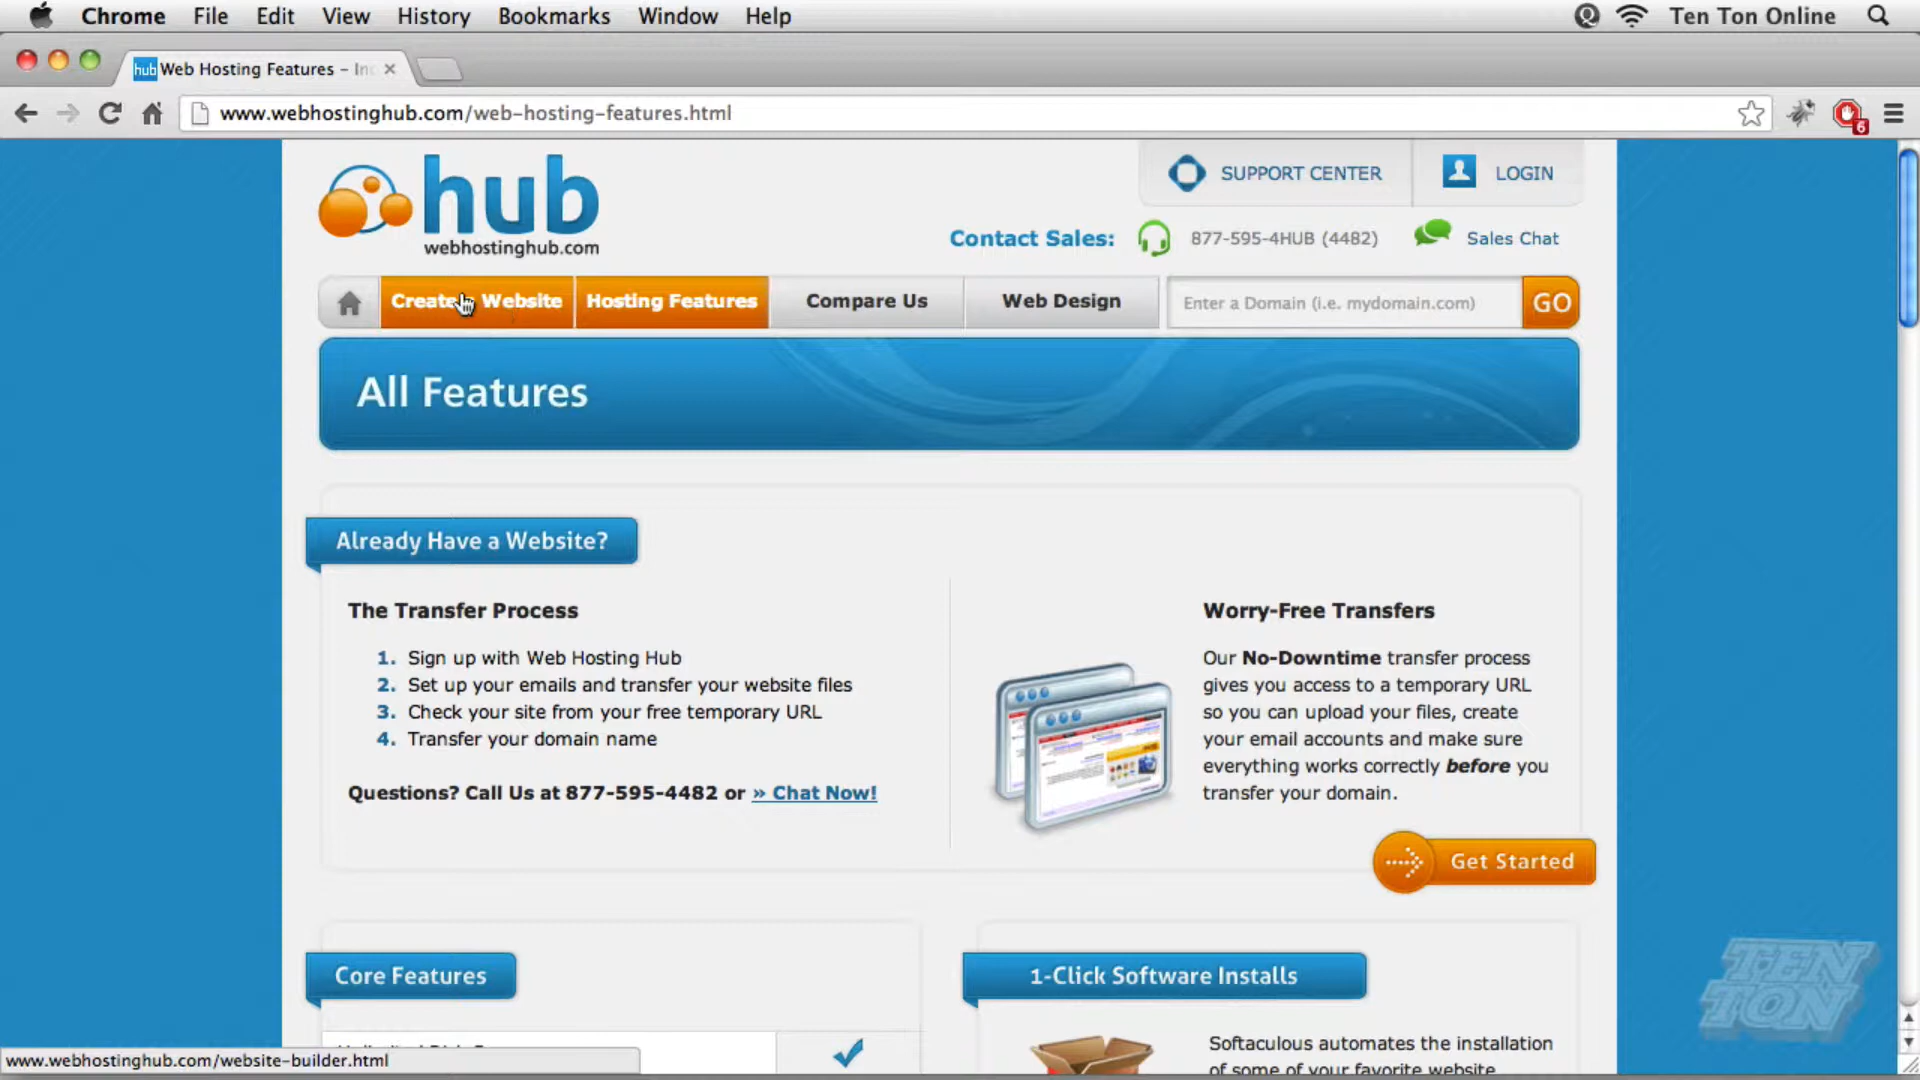 Chrome File Edit View History Bookmarks Window Help Ten Ton Online
hub Web Hosting Features – In
www.webhostinghub.com/web-hosting-features.html
6
hub
webhostinghub.com
SUPPORT CENTER LOGIN
Contact Sales: 877-595-4HUB (4482) Sales Chat
Create Website Hosting Features Compare Us Web Design Enter a Domain (i.e. mydomain.com) GO
All Features
Already Have a Website?
The Transfer Process
1. Sign up with Web Hosting Hub
2. Set up your emails and transfer your website files
3. Check your site from your free temporary URL
4. Transfer your domain name
Questions? Call Us at 877-595-4482 or » Chat Now!
Worry-Free Transfers
Our No-Downtime transfer process
gives you access to a temporary URL
so you can upload your files, create
your email accounts and make sure
everything works correctly before you
transfer your domain.
Get Started
Core Features
1-Click Software Installs
Softaculous automates the installation
of some of your favorite website
www.webhostinghub.com/website-builder.html
TEN
TON